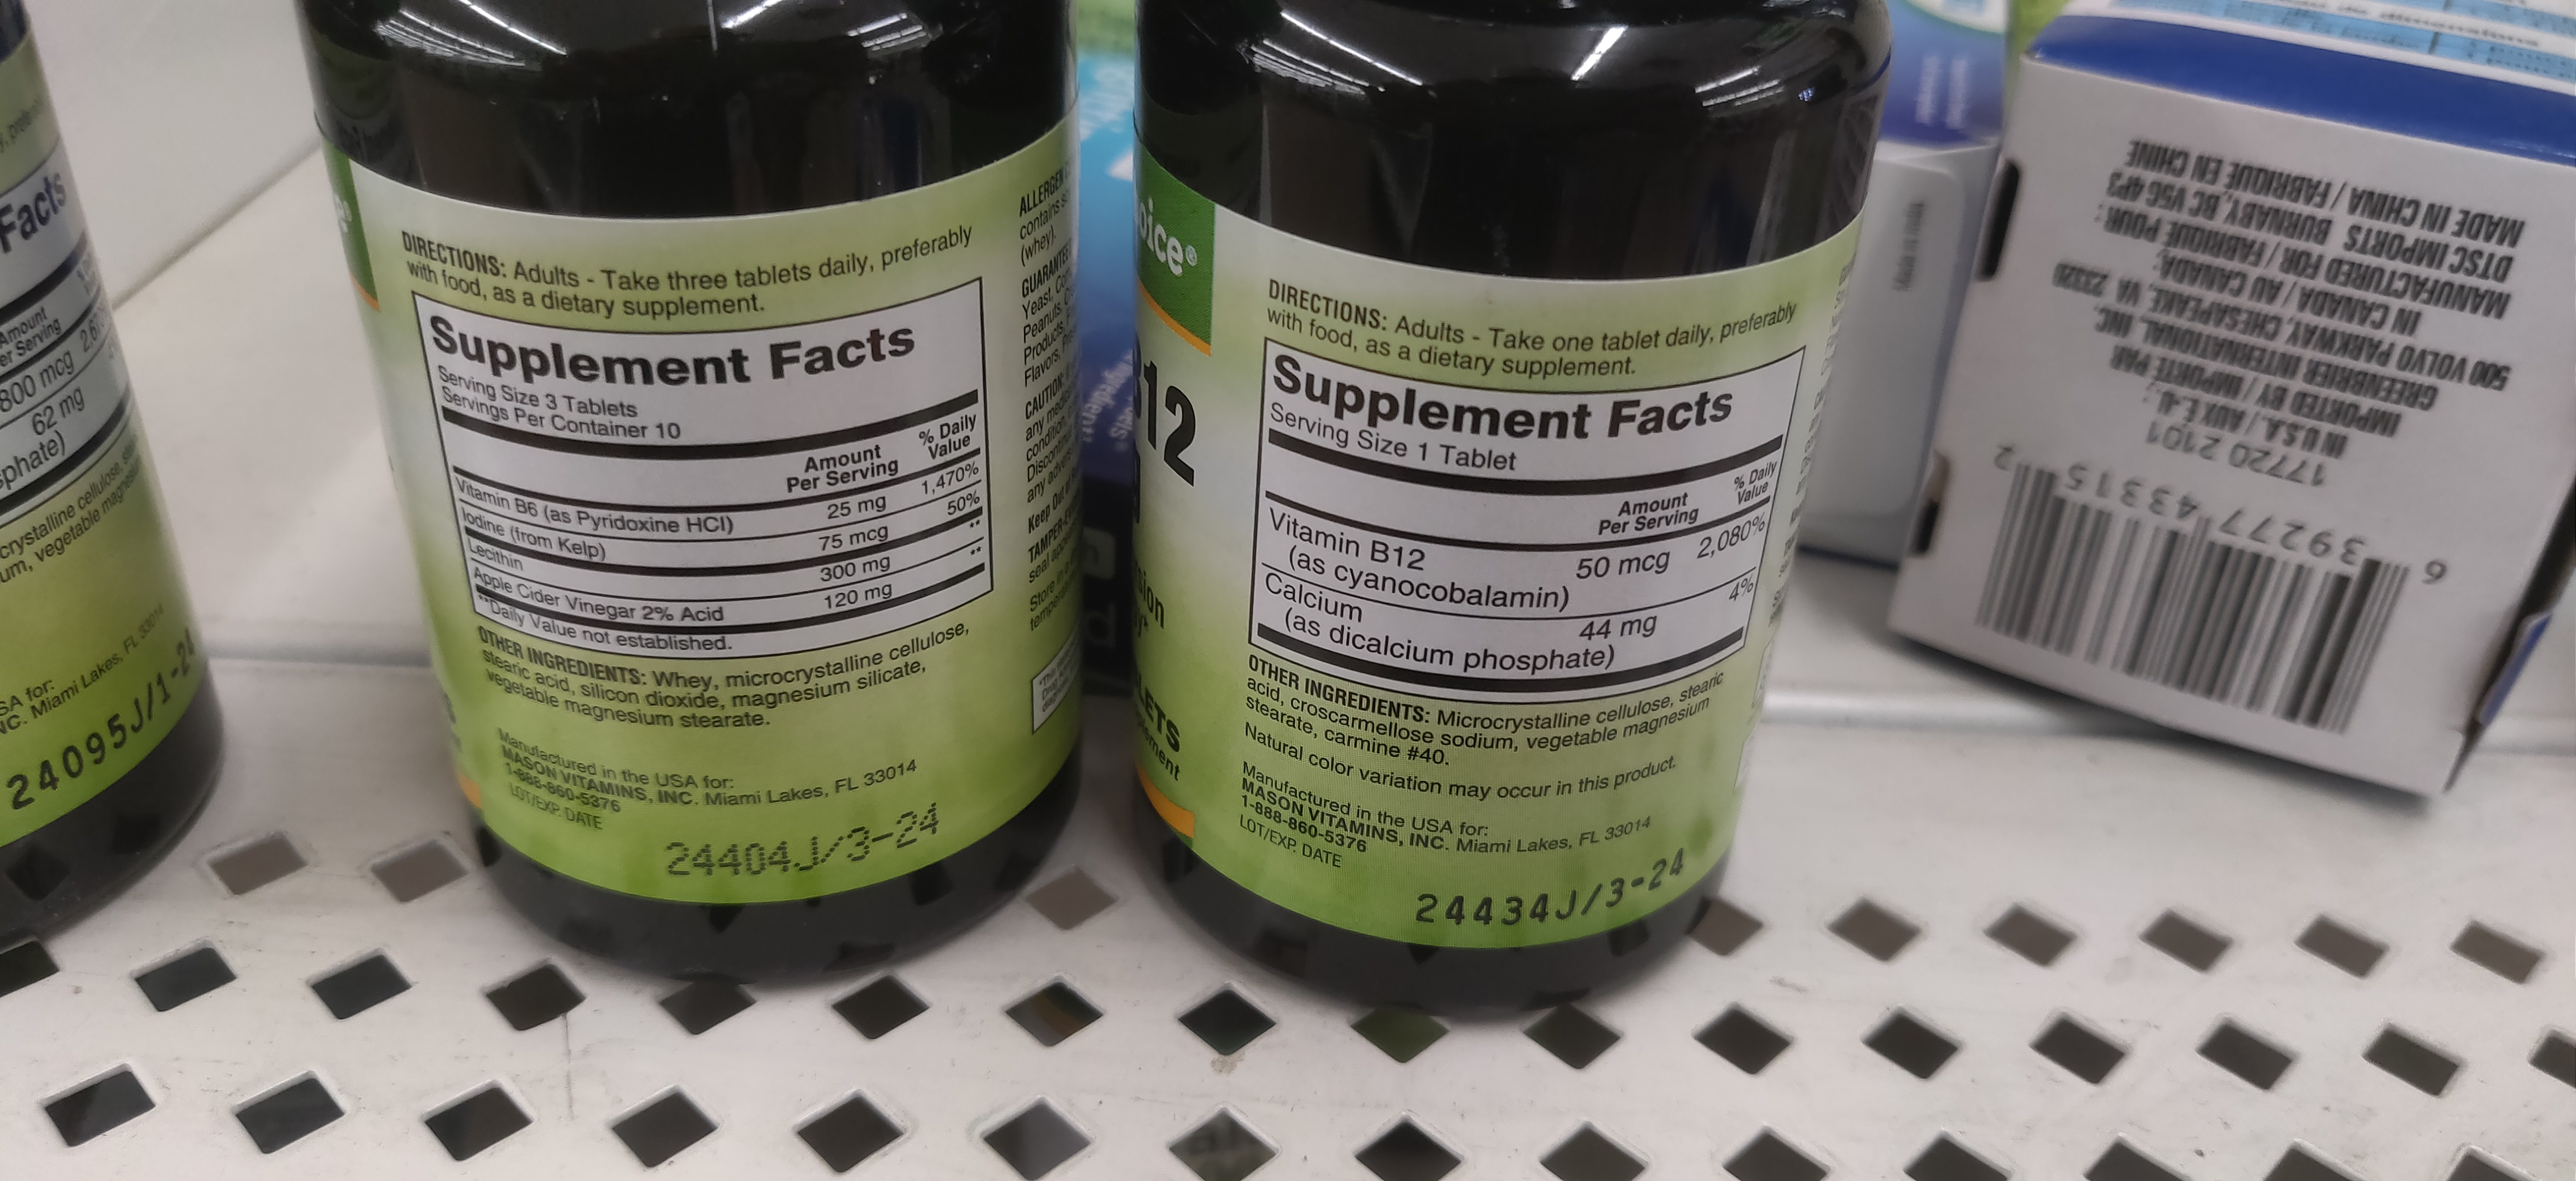 Facts
Amount
800 mcg
62 mg
24095J/1-2
DIRECTIONS: Adults - Take three tablets daily, preferably
with food, as a dietary supplement.
Supplement Facts
Serving Size 3 Tablets
Servings Per Container 10
Amount
Per Serving
% Daily
Value
Vitamin B6 (as Pyridoxine HCl) 25 mg 1,470%
Iodine (from Kelp) 75 mcg 50%
Lecithin 300 mg **
Apple Cider Vinegar 2% Acid 120 mg **
**Daily Value not established.
OTHER INGREDIENTS: Whey, microcrystalline cellulose,
stearic acid, silicon dioxide, magnesium silicate,
vegetable magnesium stearate.
Manufactured in the USA for:
MASON VITAMINS, INC. Miami Lakes, FL 33014
1-888-860-5376
LOT/EXP. DATE
24404J/3-24
oice®
12
DIRECTIONS: Adults - Take one tablet daily, preferably
with food, as a dietary supplement.
Supplement Facts
Serving Size 1 Tablet
Amount
Per Serving
% Daily
Value
Vitamin B12
(as cyanocobalamin) 50 mcg 2,080%
Calcium
(as dicalcium phosphate) 44 mg 4%
OTHER INGREDIENTS: Microcrystalline cellulose, stearic
acid, croscarmellose sodium, vegetable magnesium
stearate, carmine #40.
Natural color variation may occur in this product.
Manufactured in the USA for:
MASON VITAMINS, INC. Miami Lakes, FL 33014
1-888-860-5376
LOT/EXP. DATE
24434J/3-24
6 39277 43315 2
17720 2101
IN U.S.A. / AUX É.-U.:
IMPORTED BY / IMPORTÉ PAR
GREENBRIER INTERNATIONAL, INC.
500 VOLVO PARKWAY, CHESAPEAKE, VA 23320
IN CANADA / AU CANADA:
MANUFACTURED FOR: / FABRIQUÉ POUR :
DTSC IMPORTS BURNABY, BC V5G 4P3
MADE IN CHINA / FABRIQUÉ EN CHINE